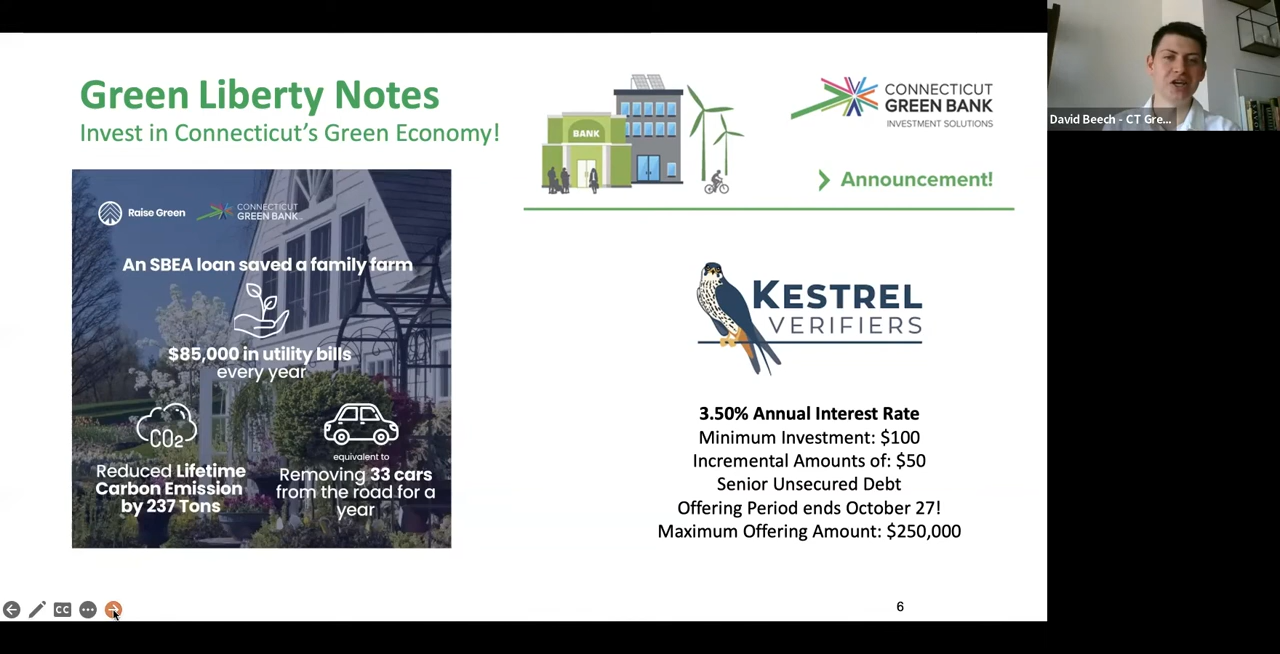 Green Liberty Notes
Invest in Connecticut's Green Economy!
Raise Green
CONNECTICUT
GREEN BANK
An SBEA loan saved a family farm
$85,000 in utility bills
every year
CO2
Reduced Lifetime
Carbon Emission
by 237 Tons
equivalent to
Removing 33 cars
from the road for a
year
BANK
CONNECTICUT
GREEN BANK
INVESTMENT SOLUTIONS
Announcement!
KESTREL
VERIFIERS
3.50% Annual Interest Rate
Minimum Investment: $100
Incremental Amounts of: $50
Senior Unsecured Debt
Offering Period ends October 27!
Maximum Offering Amount: $250,000
CC
6
David Beech - CT Gre...